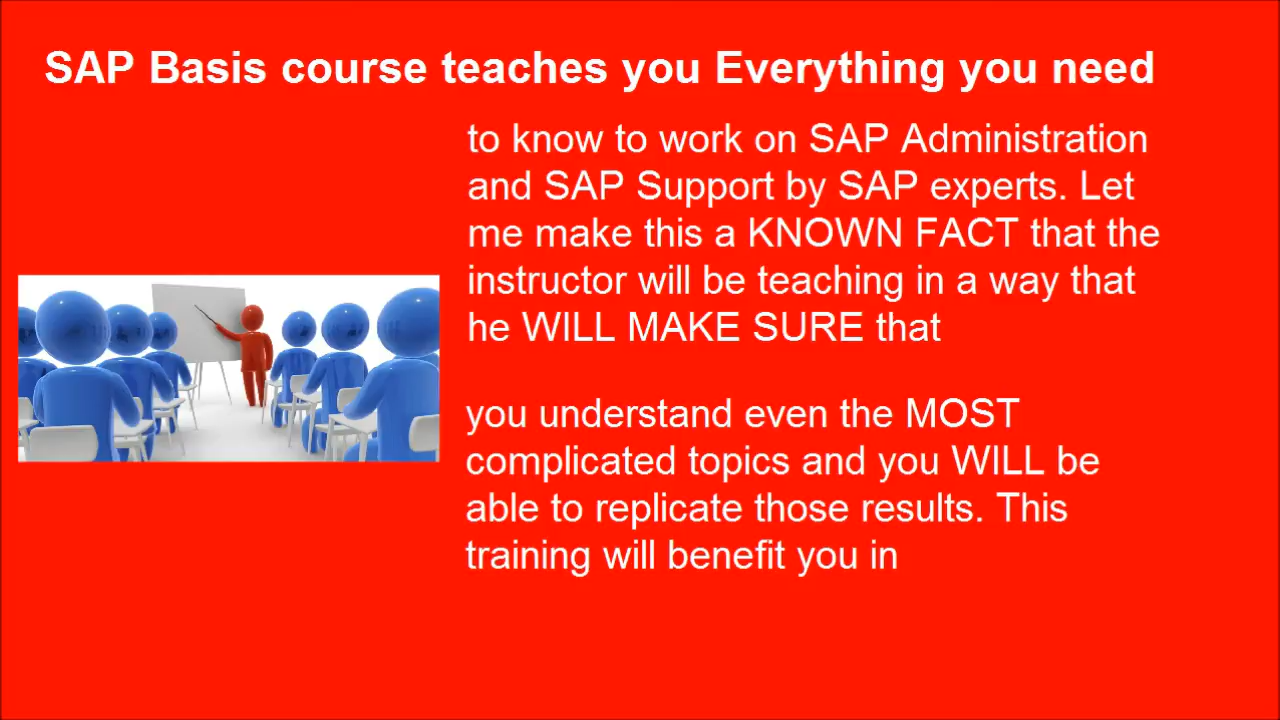 SAP Basis course teaches you Everything you need
to know to work on SAP Administration
and SAP Support by SAP experts. Let
me make this a KNOWN FACT that the
instructor will be teaching in a way that
he WILL MAKE SURE that
you understand even the MOST
complicated topics and you WILL be
able to replicate those results. This
training will benefit you in